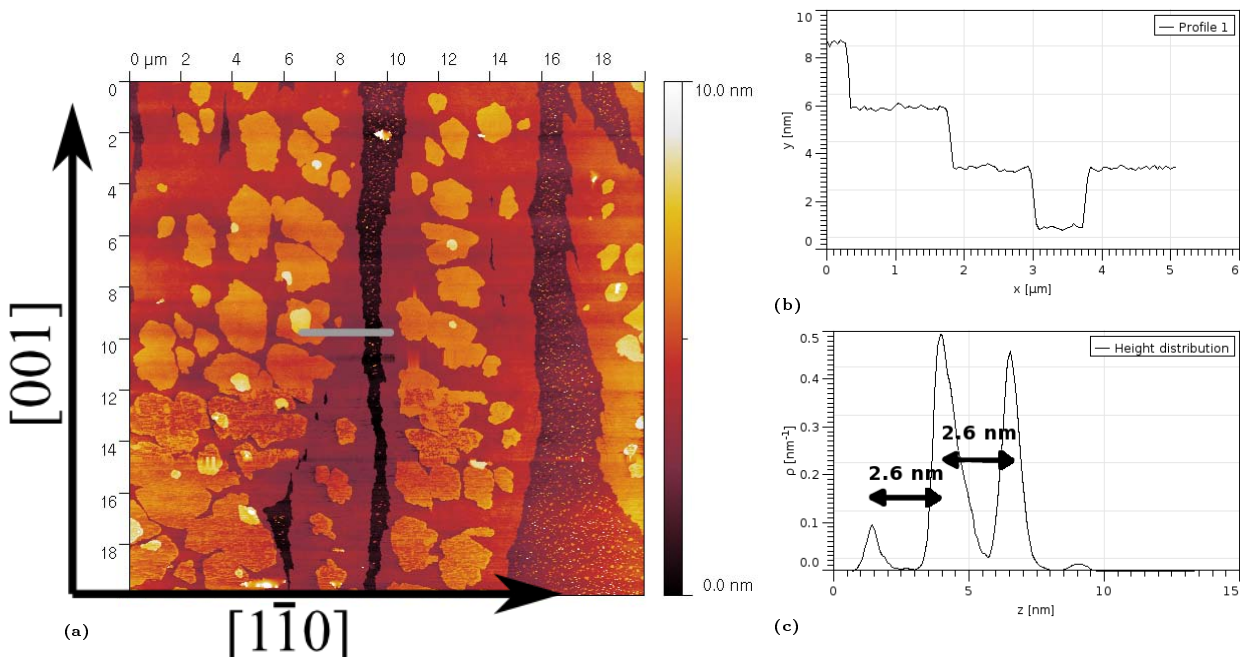 0 µm 2 4 6 8 10 12 14 16 18
0
2
4
6
8
10
12
14
16
18
10.0 nm
0.0 nm
[001]
[11̅0]
(a)
10
8
6
4
2
0
y [nm]
Profile 1
0 1 2 3 4 5 6
x [µm]
(b)
0.5
0.4
0.3
0.2
0.1
0.0
ρ [nm⁻¹]
Height distribution
2.6 nm
2.6 nm
0 5 10 15
z [nm]
(c)